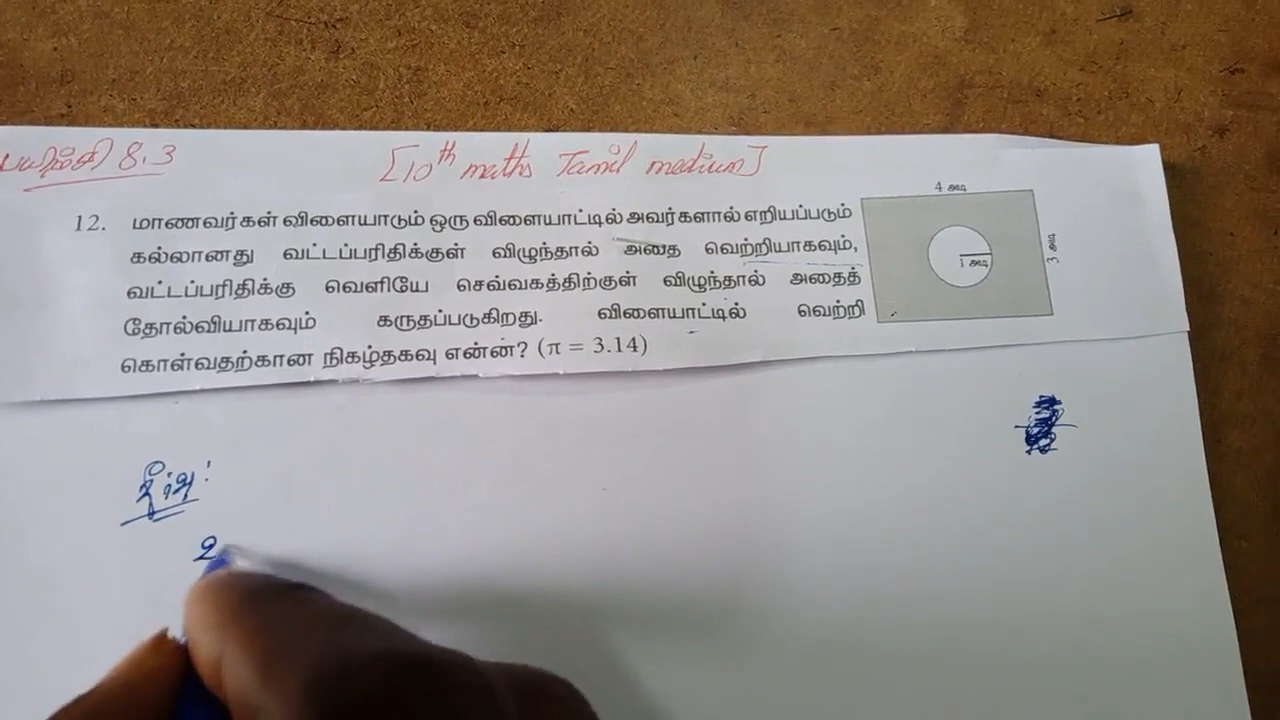 பயிற்சி 8.3
[10th maths Tamil medium]
12. மாணவர்கள் விளையாடும் ஒரு விளையாட்டில் அவர்களால் எறியப்படும்
கல்லானது வட்டப்பரிதிக்குள் விழுந்தால் அதை வெற்றியாகவும்,
வட்டப்பரிதிக்கு வெளியே செவ்வகத்திற்குள் விழுந்தால் அதைத்
தோல்வியாகவும் கருதப்படுகிறது. விளையாட்டில் வெற்றி
கொள்வதற்கான நிகழ்தகவு என்ன? (π = 3.14)
4 அடி
1 அடி
3 அடி
தீர்வு: